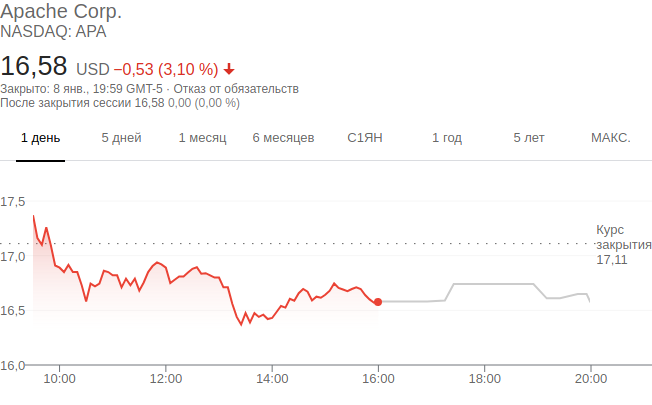 Apache Corp.
NASDAQ: APA
16,58 USD −0,53 (3,10 %)
Закрыто: 8 янв., 19:59 GMT-5 · Отказ от обязательств
После закрытия сессии 16,58 0,00 (0,00 %)
1 день 5 дней 1 месяц 6 месяцев С1ЯН 1 год 5 лет МАКС.
17,5
Курс
закрытия
17,11
17,0
16,5
16,0
10:00 12:00 14:00 16:00 18:00 20:00